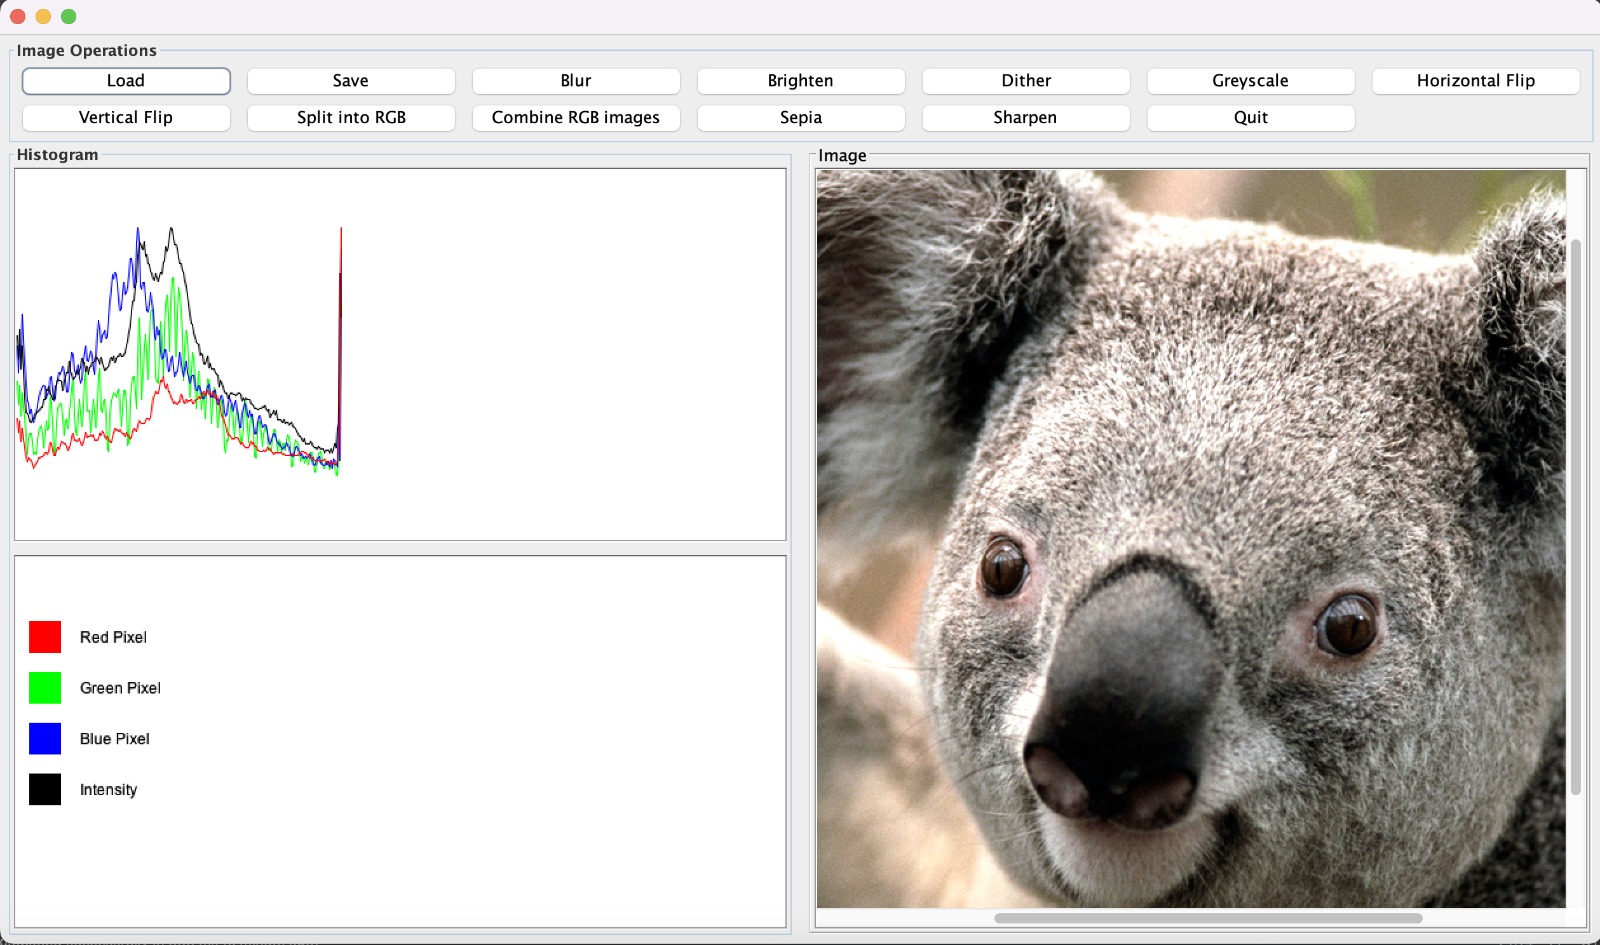 Image Operations
Load Save Blur Brighten Dither Greyscale Horizontal Flip
Vertical Flip Split into RGB Combine RGB images Sepia Sharpen Quit
Histogram
Image
Red Pixel
Green Pixel
Blue Pixel
Intensity